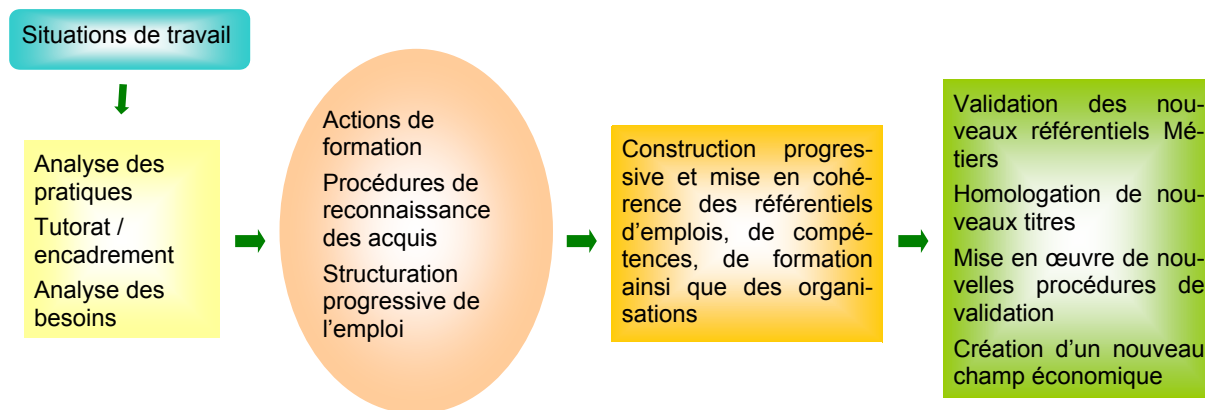 Situations de travail
Analyse des
pratiques
Tutorat /
encadrement
Analyse des
besoins
Actions de
formation
Procédures de
reconnaissance
des acquis
Structuration
progressive de
l’emploi
Construction progres-
sive et mise en cohé-
rence des référentiels
d’emplois, de compé-
tences, de formation
ainsi que des organi-
sations
Validation des nou-
veaux référentiels Mé-
tiers
Homologation de nou-
veaux titres
Mise en œuvre de nou-
velles procédures de
validation
Création d’un nouveau
champ économique